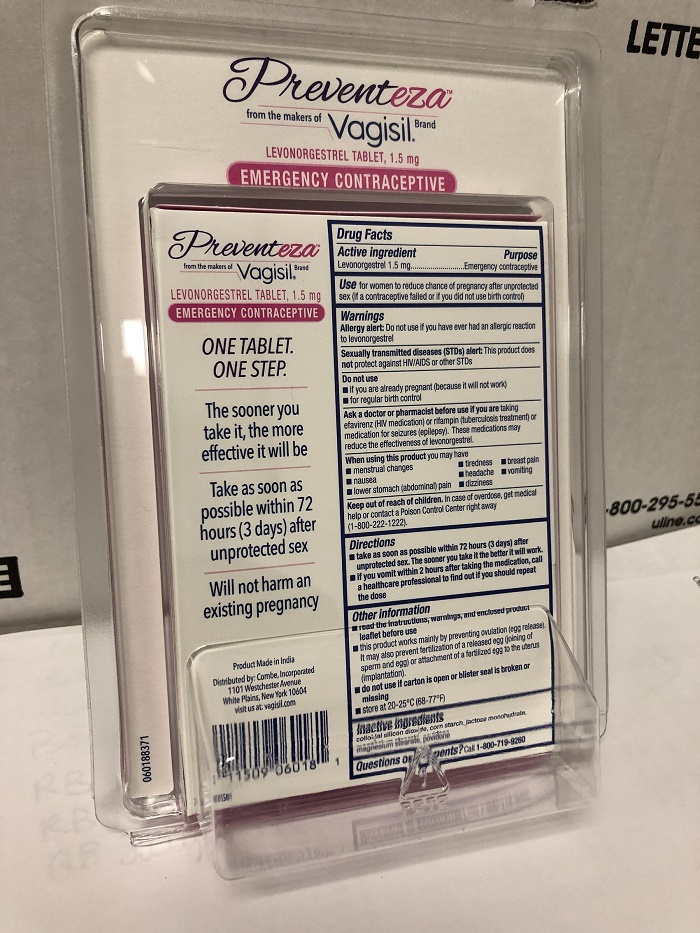 LETTE
Preventeza™
from the makers of Vagisil® Brand
LEVONORGESTREL TABLET, 1.5 mg
EMERGENCY CONTRACEPTIVE
Preventeza™
from the makers of Vagisil® Brand
LEVONORGESTREL TABLET, 1.5 mg
EMERGENCY CONTRACEPTIVE
ONE TABLET.
ONE STEP.
The sooner you
take it, the more
effective it will be
Take as soon as
possible within 72
hours (3 days) after
unprotected sex
Will not harm an
existing pregnancy
Product Made in India
Distributed by: Combe, Incorporated
1101 Westchester Avenue
White Plains, New York 10604
visit us at: vagisil.com
11509 06018 1
060188371
Drug Facts
Active ingredient Purpose
Levonorgestrel 1.5 mg.......................Emergency contraceptive
Use for women to reduce chance of pregnancy after unprotected
sex (if a contraceptive failed or if you did not use birth control)
Warnings
Allergy alert: Do not use if you have ever had an allergic reaction
to levonorgestrel
Sexually transmitted diseases (STDs) alert: This product does
not protect against HIV/AIDS or other STDs
Do not use
■ if you are already pregnant (because it will not work)
■ for regular birth control
Ask a doctor or pharmacist before use if you are taking
efavirenz (HIV medication) or rifampin (tuberculosis treatment) or
medication for seizures (epilepsy). These medications may
reduce the effectiveness of levonorgestrel.
When using this product you may have
■ menstrual changes ■ tiredness ■ breast pain
■ nausea ■ headache ■ vomiting
■ lower stomach (abdominal) pain ■ dizziness
Keep out of reach of children. In case of overdose, get medical
help or contact a Poison Control Center right away
(1-800-222-1222).
Directions
■ take as soon as possible within 72 hours (3 days) after
unprotected sex. The sooner you take it the better it will work.
■ if you vomit within 2 hours after taking the medication, call
a healthcare professional to find out if you should repeat
the dose
Other information
■ read the instructions, warnings, and enclosed product
leaflet before use
■ this product works mainly by preventing ovulation (egg release).
It may also prevent fertilization of a released egg (joining of
sperm and egg) or attachment of a fertilized egg to the uterus
(implantation).
■ do not use if carton is open or blister seal is broken or
missing
■ store at 20-25°C (68-77°F)
Inactive ingredients
colloidal silicon dioxide, corn starch, lactose monohydrate,
magnesium stearate, povidone
Questions or comments? Call 1-800-719-9260
-800-295-55
uline.co
E